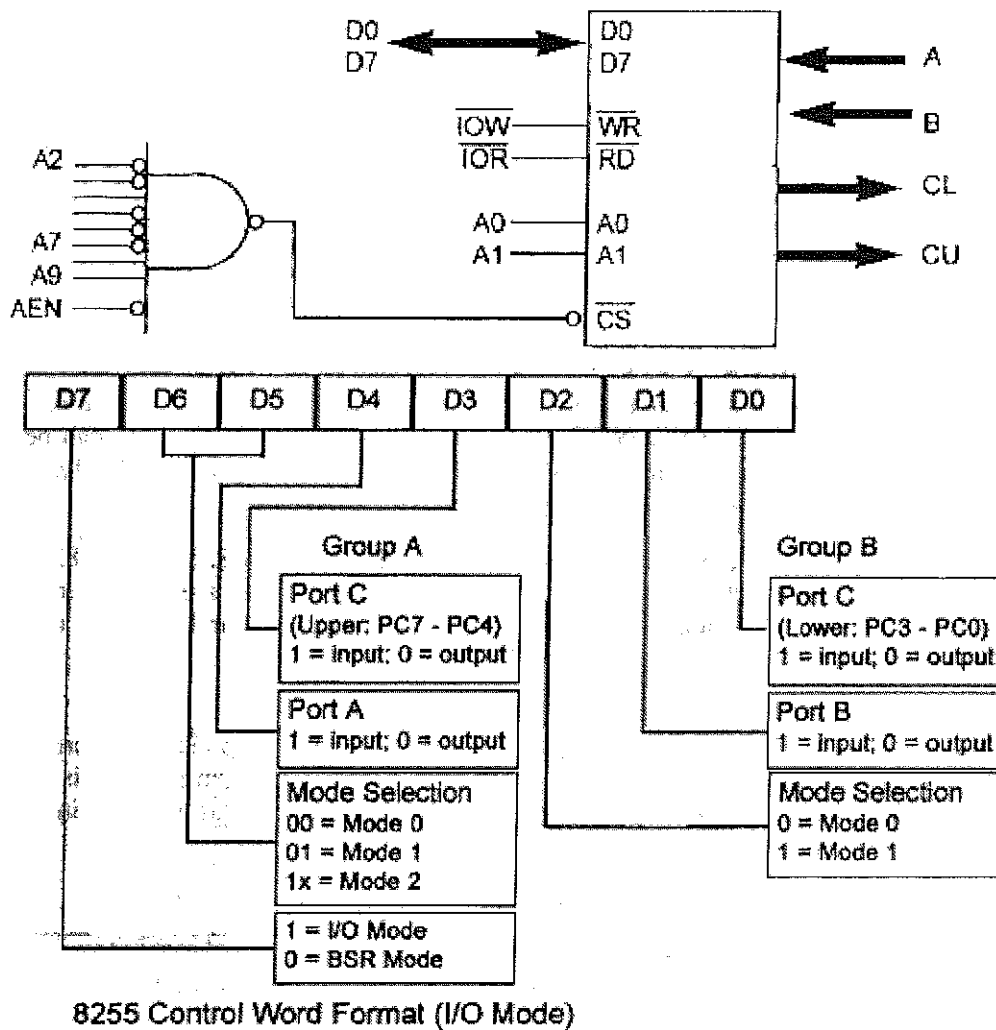 D0
D7
D0
D7
A
B
IOW
WR
IOR
RD
A2
CL
A0
A0
A7
A1
A1
CU
A9
AEN
CS
D7 D6 D5 D4 D3 D2 D1 D0
Group A
Port C
(Upper: PC7 - PC4)
1 = input; 0 = output
Port A
1 = input; 0 = output
Mode Selection
00 = Mode 0
01 = Mode 1
1x = Mode 2
1 = I/O Mode
0 = BSR Mode
Group B
Port C
(Lower: PC3 - PC0)
1 = input; 0 = output
Port B
1 = input; 0 = output
Mode Selection
0 = Mode 0
1 = Mode 1
8255 Control Word Format (I/O Mode)